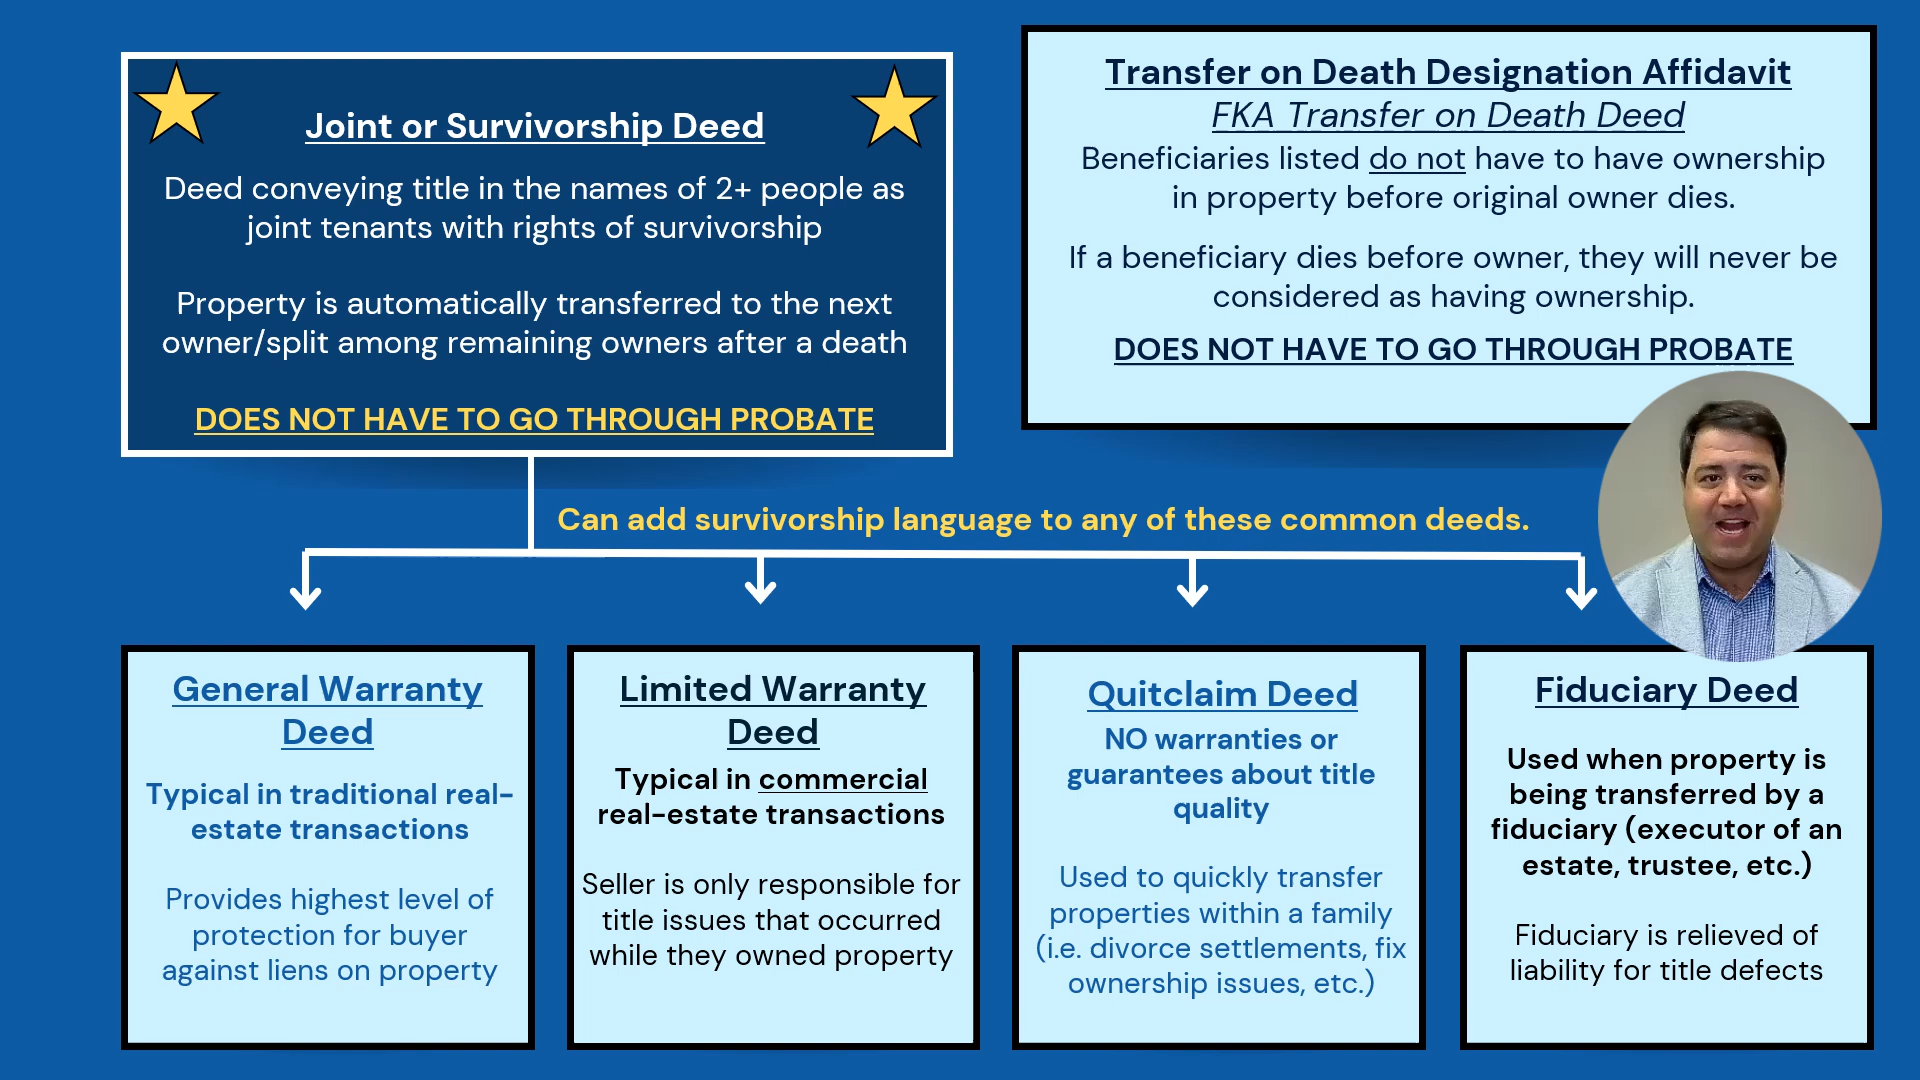 Joint or Survivorship Deed
Deed conveying title in the names of 2+ people as
joint tenants with rights of survivorship
Property is automatically transferred to the next
owner/split among remaining owners after a death
DOES NOT HAVE TO GO THROUGH PROBATE
Transfer on Death Designation Affidavit
FKA Transfer on Death Deed
Beneficiaries listed do not have to have ownership
in property before original owner dies.
If a beneficiary dies before owner, they will never be
considered as having ownership.
DOES NOT HAVE TO GO THROUGH PROBATE
Can add survivorship language to any of these common deeds.
General Warranty
Deed
Typical in traditional real-
estate transactions
Provides highest level of
protection for buyer
against liens on property
Limited Warranty
Deed
Typical in commercial
real-estate transactions
Seller is only responsible for
title issues that occurred
while they owned property
Quitclaim Deed
NO warranties or
guarantees about title
quality
Used to quickly transfer
properties within a family
(i.e. divorce settlements, fix
ownership issues, etc.)
Fiduciary Deed
Used when property is
being transferred by a
fiduciary (executor of an
estate, trustee, etc.)
Fiduciary is relieved of
liability for title defects